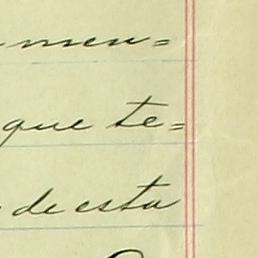 men=
que te=
de esta